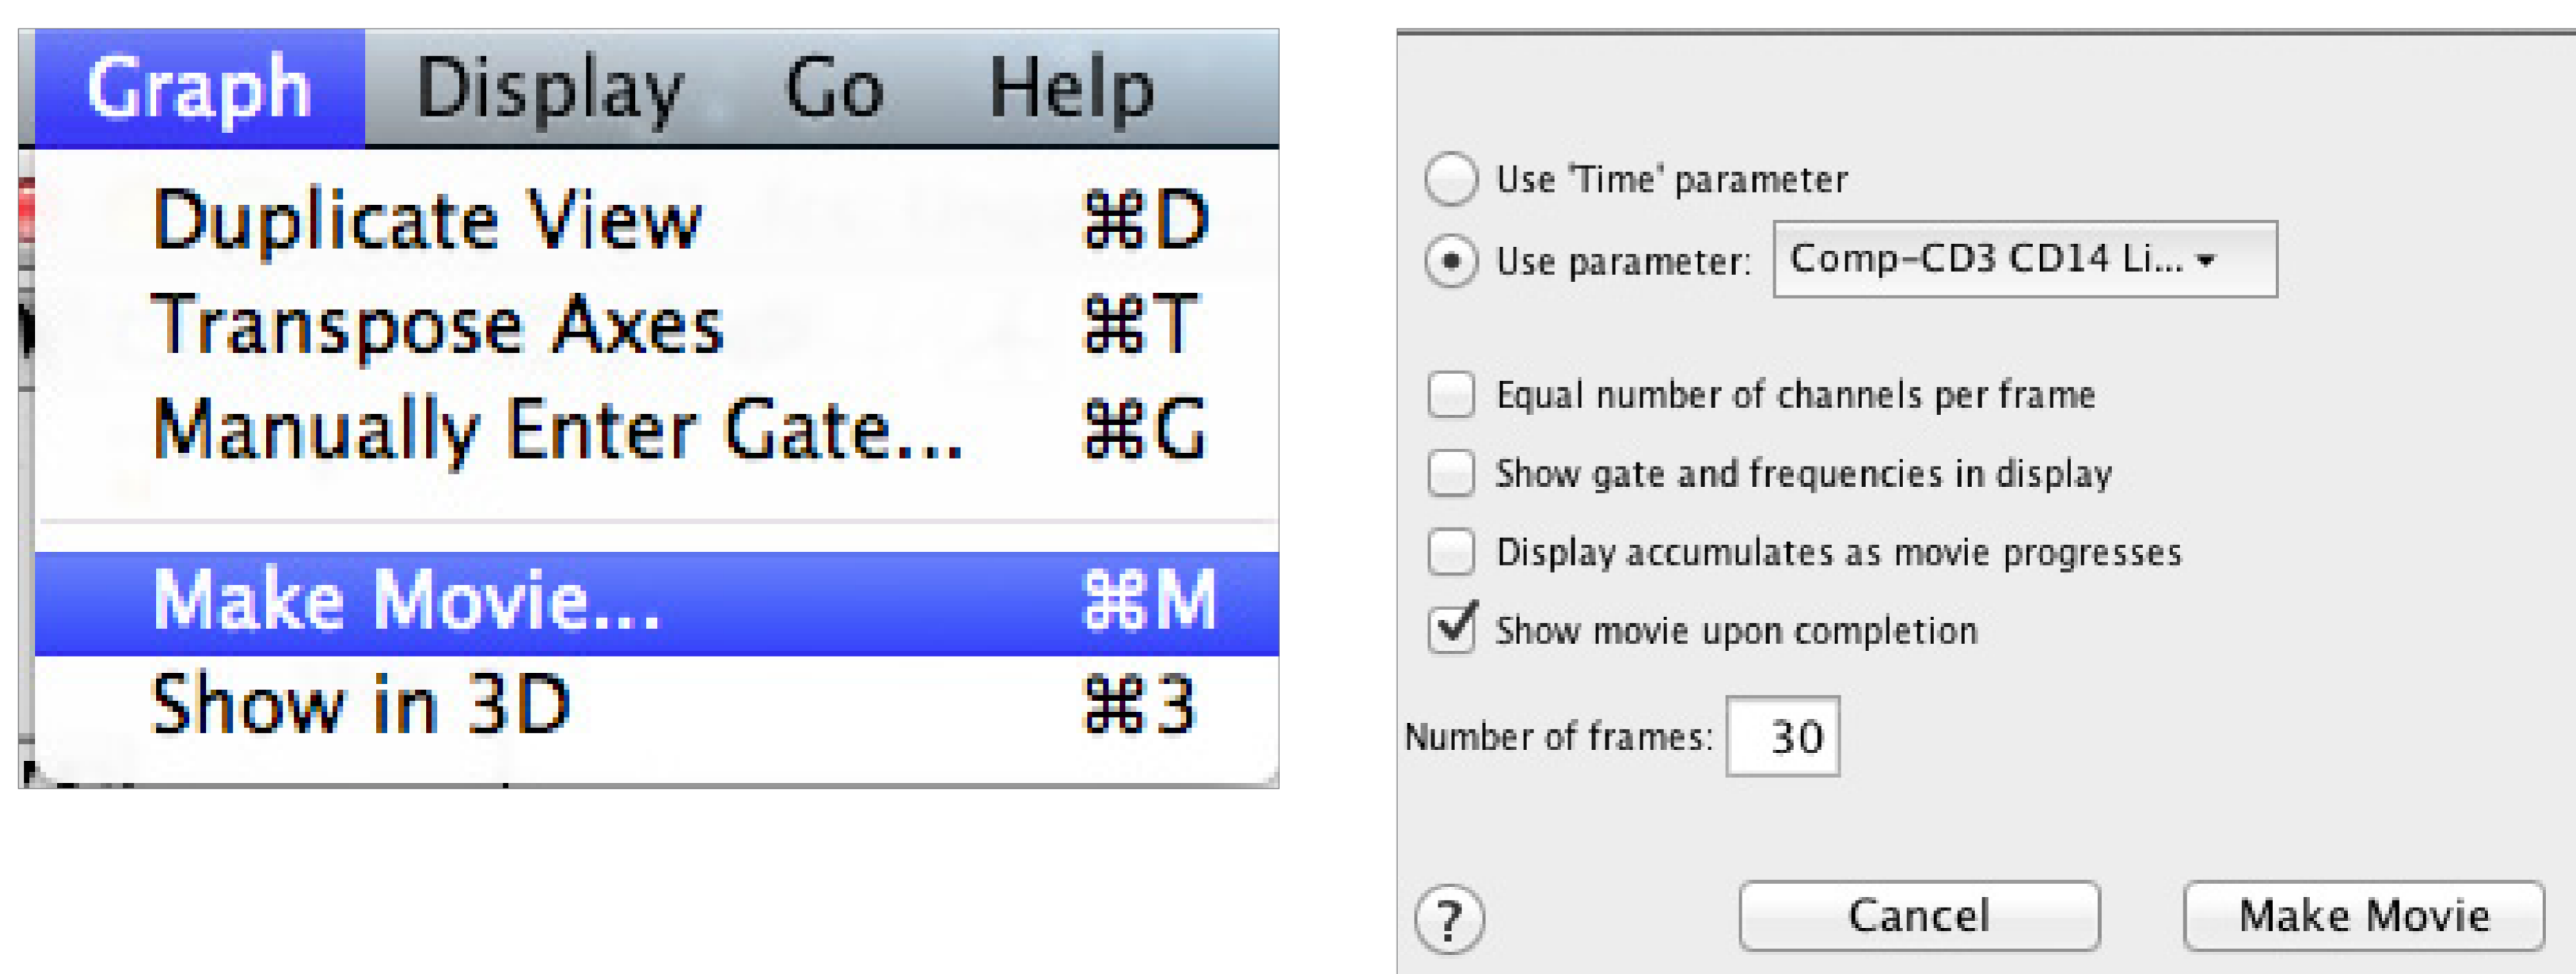 Graph Display Go Help
Duplicate View ⌘D
Transpose Axes ⌘T
Manually Enter Gate... ⌘G
Make Movie... ⌘M
Show in 3D ⌘3
Use 'Time' parameter
Use parameter: Comp-CD3 CD14 Li...
Equal number of channels per frame
Show gate and frequencies in display
Display accumulates as movie progresses
Show movie upon completion
Number of frames: 30
? Cancel Make Movie